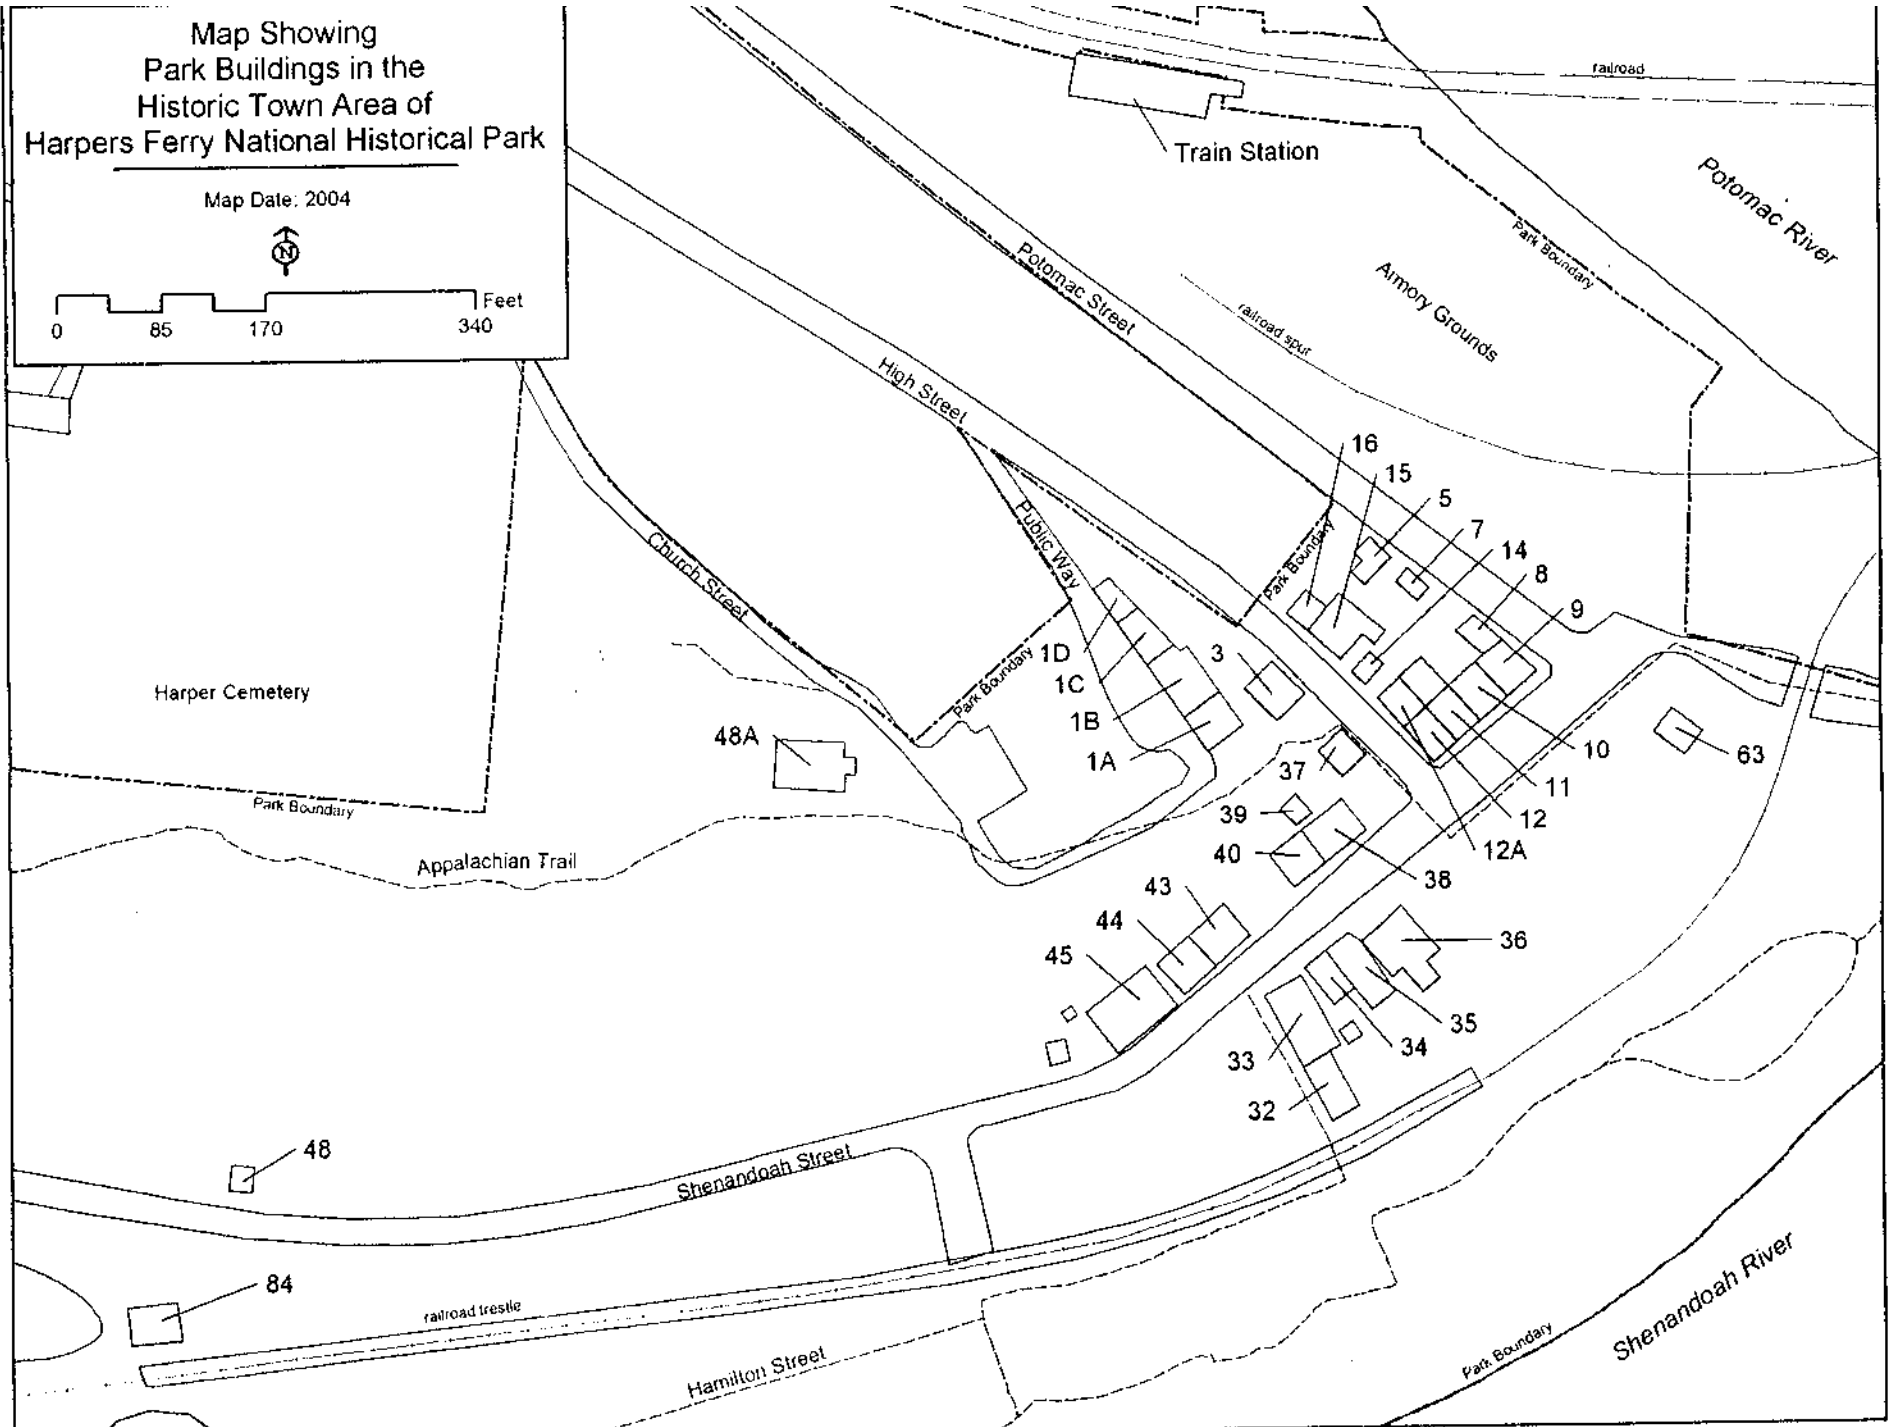 Map Showing
Park Buildings in the
Historic Town Area of
Harpers Ferry National Historical Park
Map Date: 2004
N
Feet
0 85 170 340
railroad
Train Station
Potomac River
Park Boundary
Armory Grounds
railroad spur
Potomac Street
High Street
Public Way
Church Street
Park Boundary
Park Boundary
16
15
5
7
14
8
9
1D
1C
1B
1A
3
37
39
40
10
11
12
12A
38
63
Harper Cemetery
48A
Park Boundary
Appalachian Trail
43
44
45
36
35
34
33
32
48
Shenandoah Street
84
railroad trestle
Hamilton Street
Park Boundary
Shenandoah River